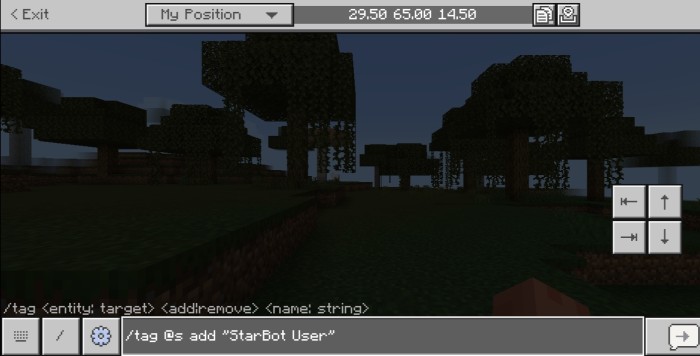 < Exit
My Position
29.50 65.00 14.50
/tag <entity: target> <add|remove> <name: string>
/
/tag @s add "StarBot User"